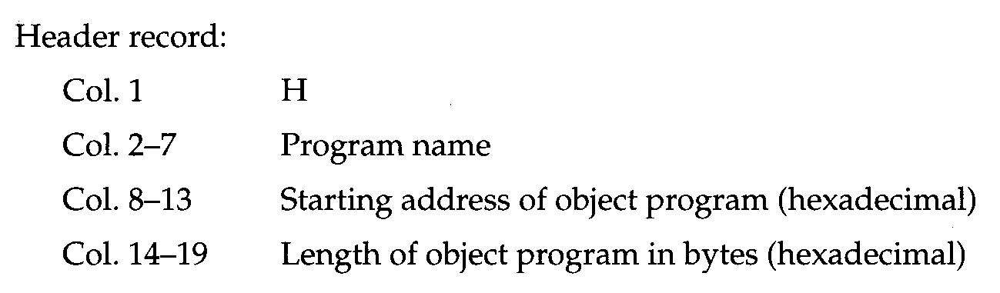 Header record:
Col. 1 H
Col. 2–7 Program name
Col. 8–13 Starting address of object program (hexadecimal)
Col. 14–19 Length of object program in bytes (hexadecimal)